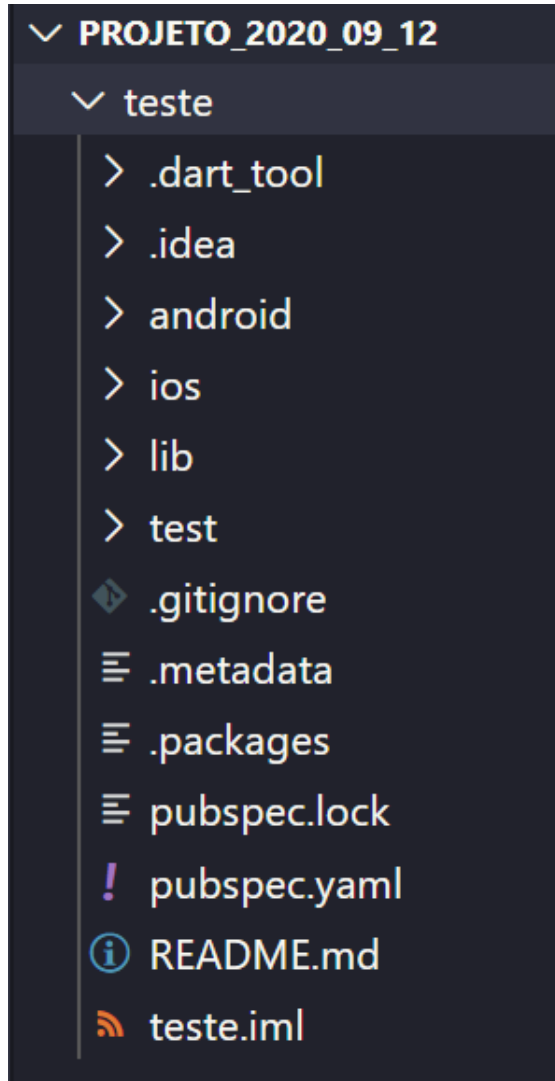 PROJETO_2020_09_12
teste
.dart_tool
.idea
android
ios
lib
test
.gitignore
.metadata
.packages
pubspec.lock
pubspec.yaml
README.md
teste.iml